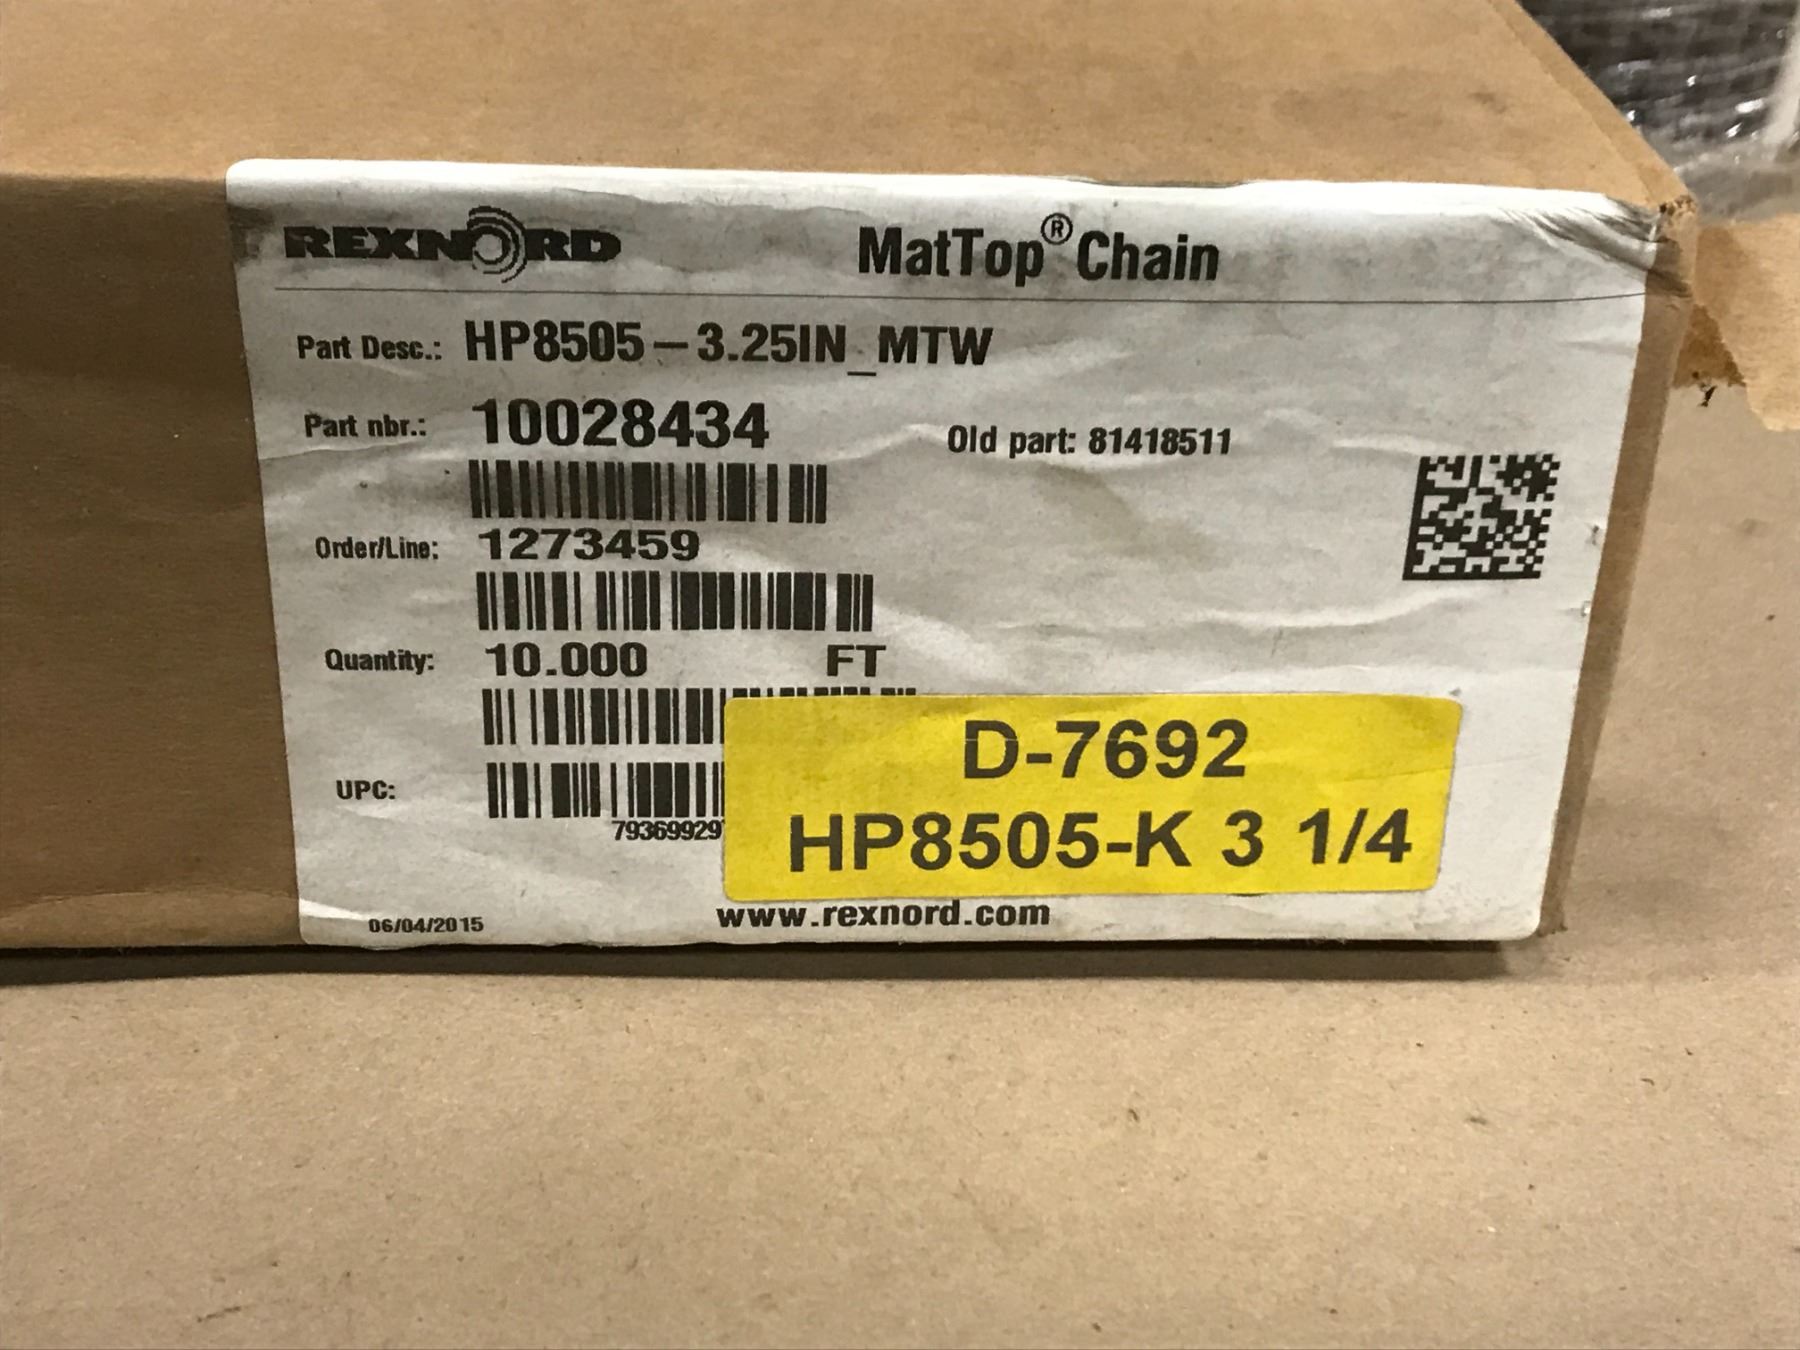 REXNORD MatTop® Chain
Part Desc.: HP8505-3.25IN_MTW
Part nbr.: 10028434 Old part: 81418511
Order/Line: 1273459
Quantity: 10.000 FT
UPC:
79369929
D-7692
HP8505-K 3 1/4
06/04/2015 www.rexnord.com